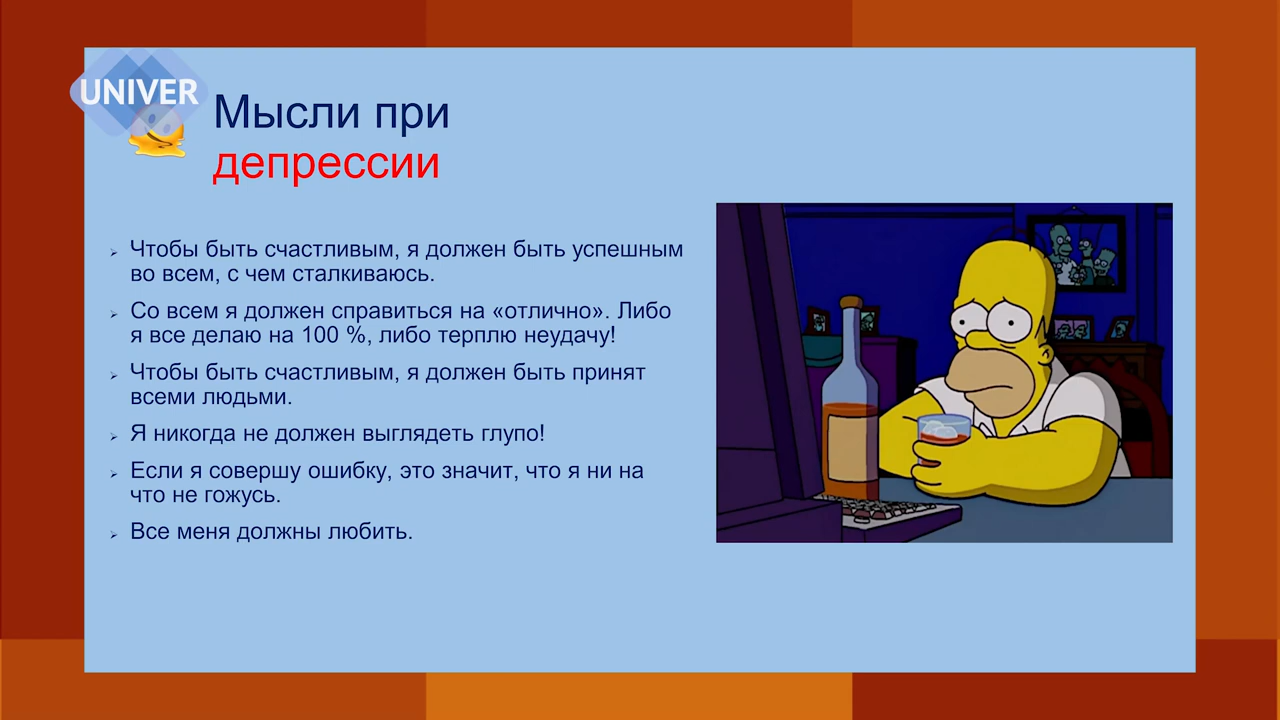 UNIVER
Мысли при
депрессии
Чтобы быть счастливым, я должен быть успешным
во всем, с чем сталкиваюсь.
Со всем я должен справиться на «отлично». Либо
я все делаю на 100 %, либо терплю неудачу!
Чтобы быть счастливым, я должен быть принят
всеми людьми.
Я никогда не должен выглядеть глупо!
Если я совершу ошибку, это значит, что я ни на
что не гожусь.
Все меня должны любить.